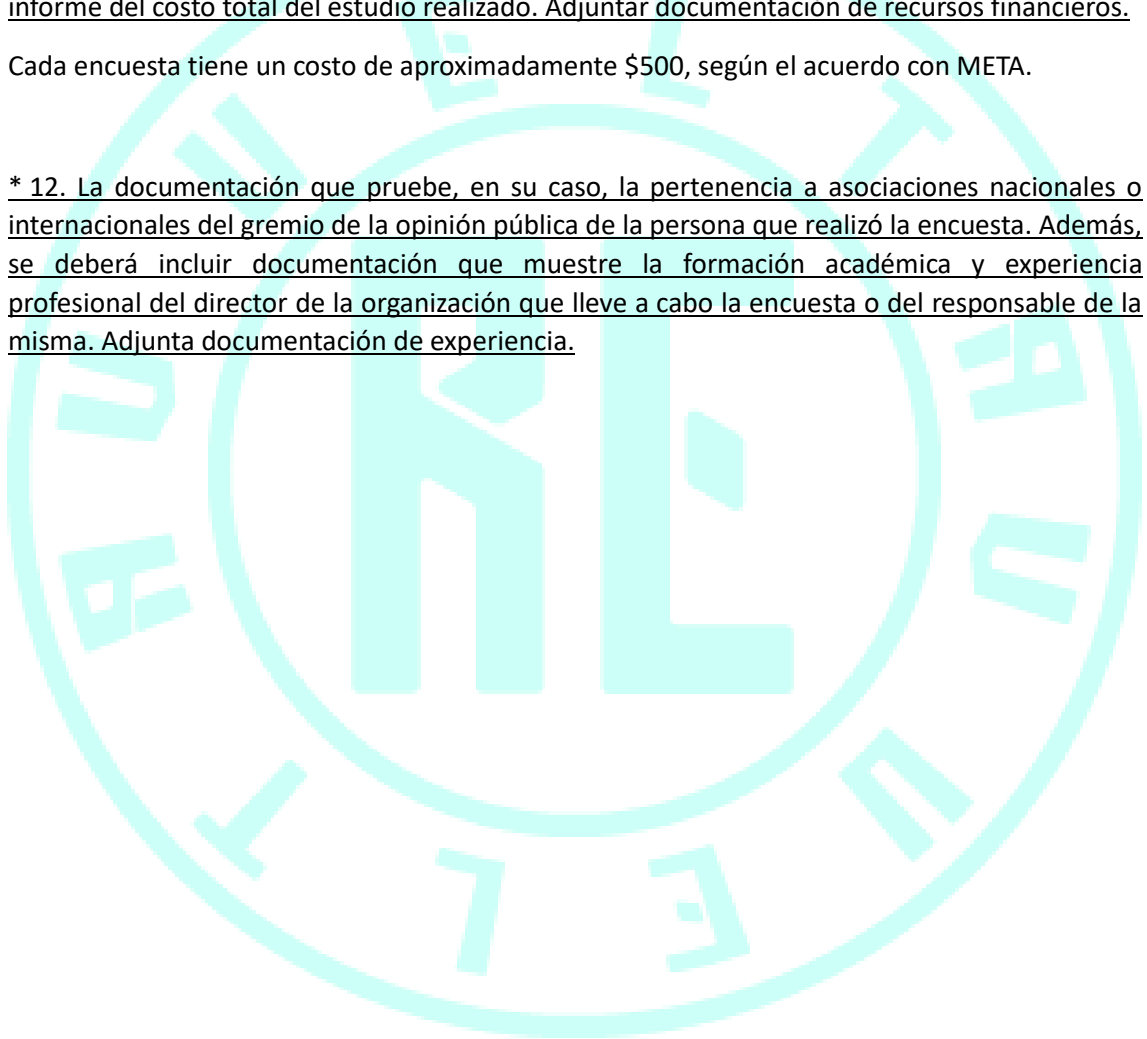 informe del costo total del estudio realizado. Adjuntar documentación de recursos financieros.
Cada encuesta tiene un costo de aproximadamente $500, según el acuerdo con META.
* 12. La documentación que pruebe, en su caso, la pertenencia a asociaciones nacionales o
internacionales del gremio de la opinión pública de la persona que realizó la encuesta. Además,
se deberá incluir documentación que muestre la formación académica y experiencia
profesional del director de la organización que lleve a cabo la encuesta o del responsable de la
misma. Adjunta documentación de experiencia.